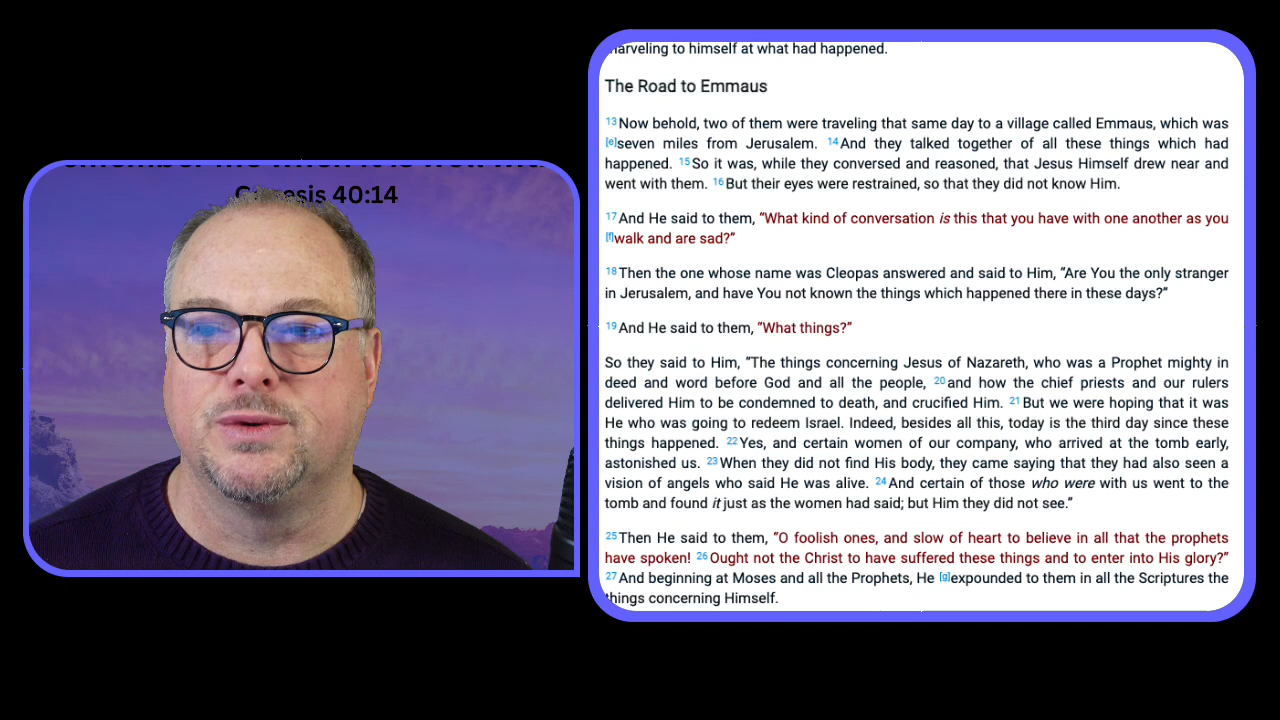 Genesis 40:14
marveling to himself at what had happened.
The Road to Emmaus
13 Now behold, two of them were traveling that same day to a village called Emmaus, which was
[e]seven miles from Jerusalem. 14 And they talked together of all these things which had
happened. 15 So it was, while they conversed and reasoned, that Jesus Himself drew near and
went with them. 16 But their eyes were restrained, so that they did not know Him.
17 And He said to them, “What kind of conversation is this that you have with one another as you
[f]walk and are sad?”
18 Then the one whose name was Cleopas answered and said to Him, “Are You the only stranger
in Jerusalem, and have You not known the things which happened there in these days?”
19 And He said to them, “What things?”
So they said to Him, “The things concerning Jesus of Nazareth, who was a Prophet mighty in
deed and word before God and all the people, 20 and how the chief priests and our rulers
delivered Him to be condemned to death, and crucified Him. 21 But we were hoping that it was
He who was going to redeem Israel. Indeed, besides all this, today is the third day since these
things happened. 22 Yes, and certain women of our company, who arrived at the tomb early,
astonished us. 23 When they did not find His body, they came saying that they had also seen a
vision of angels who said He was alive. 24 And certain of those who were with us went to the
tomb and found it just as the women had said; but Him they did not see.”
25 Then He said to them, “O foolish ones, and slow of heart to believe in all that the prophets
have spoken! 26 Ought not the Christ to have suffered these things and to enter into His glory?”
27 And beginning at Moses and all the Prophets, He [g]expounded to them in all the Scriptures the
things concerning Himself.